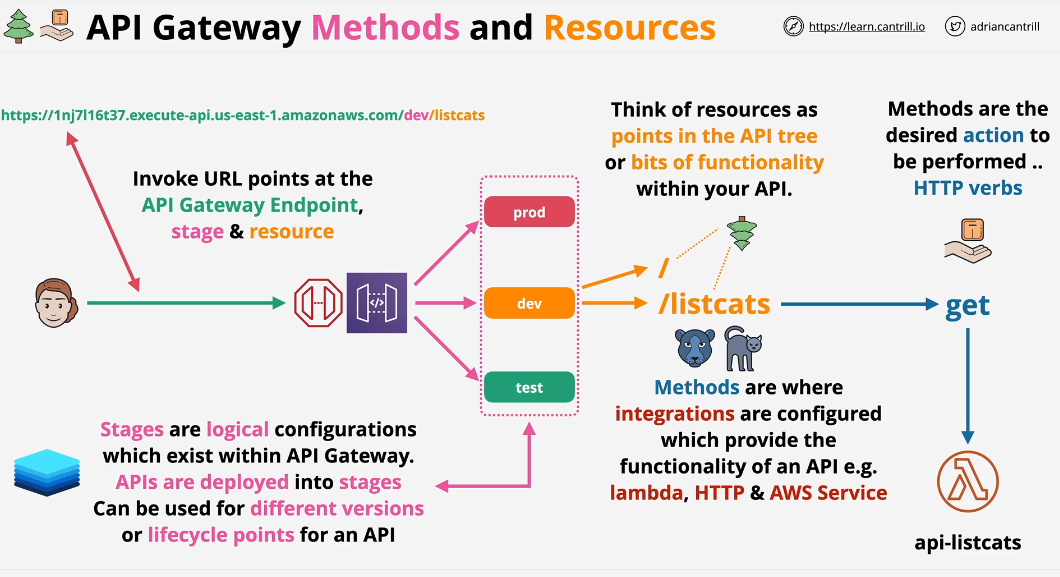 API Gateway Methods and Resources
https://learn.cantrill.io
adriancantrill
https://1nj7l16t37.execute-api.us-east-1.amazonaws.com/dev/listcats
Invoke URL points at the
API Gateway Endpoint,
stage & resource
prod
dev
test
Think of resources as
points in the API tree
or bits of functionality
within your API.
/
/listcats
Methods are the
desired action to
be performed ..
HTTP verbs
get
Methods are where
integrations are configured
which provide the
functionality of an API e.g.
lambda, HTTP & AWS Service
api-listcats
Stages are logical configurations
which exist within API Gateway.
APIs are deployed into stages
Can be used for different versions
or lifecycle points for an API